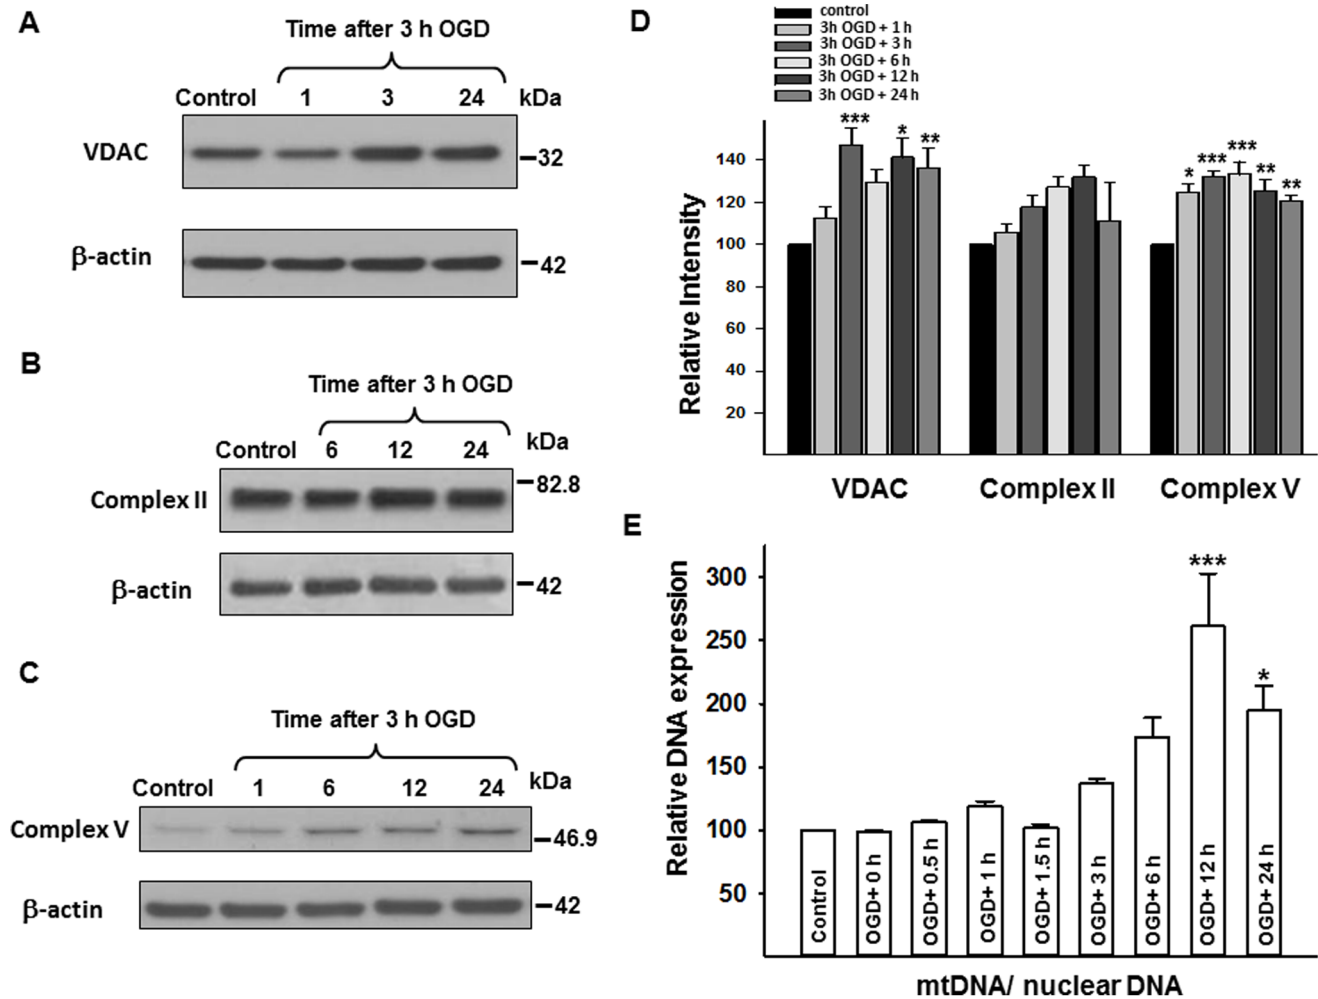 A
Time after 3 h OGD
Control 1 3 24 kDa
VDAC
32
β-actin
42
B
Time after 3 h OGD
Control 6 12 24 kDa
Complex II
82.8
β-actin
42
C
Time after 3 h OGD
Control 1 6 12 24 kDa
Complex V
46.9
β-actin
42
D
control
3h OGD + 1 h
3h OGD + 3 h
3h OGD + 6 h
3h OGD + 12 h
3h OGD + 24 h
Relative Intensity
140
120
100
80
60
40
20
*** * **
* *** *** ** **
VDAC Complex II Complex V
E
Relative DNA expression
300
250
200
150
100
50
***
*
Control
OGD+ 0 h
OGD+ 0.5 h
OGD+ 1 h
OGD+ 1.5 h
OGD+ 3 h
OGD+ 6 h
OGD+ 12 h
OGD+ 24 h
mtDNA/ nuclear DNA